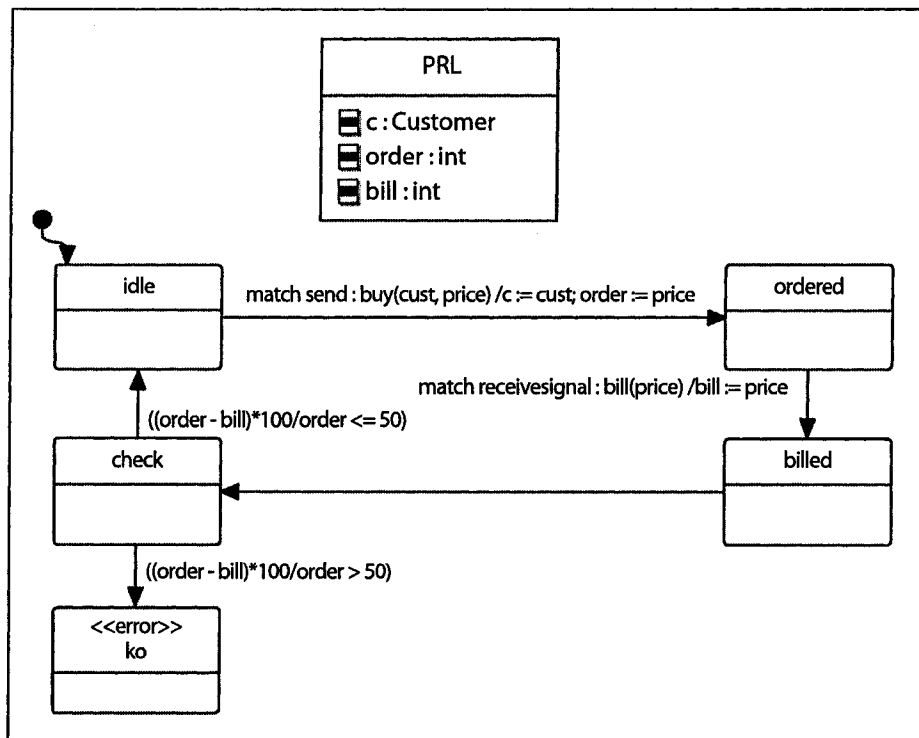 PRL
c : Customer
order : int
bill : int
idle
match send : buy(cust, price) /c := cust; order := price
ordered
match receivesignal : bill(price) /bill := price
((order - bill)*100/order <= 50)
check
billed
((order - bill)*100/order > 50)
<<error>>
ko